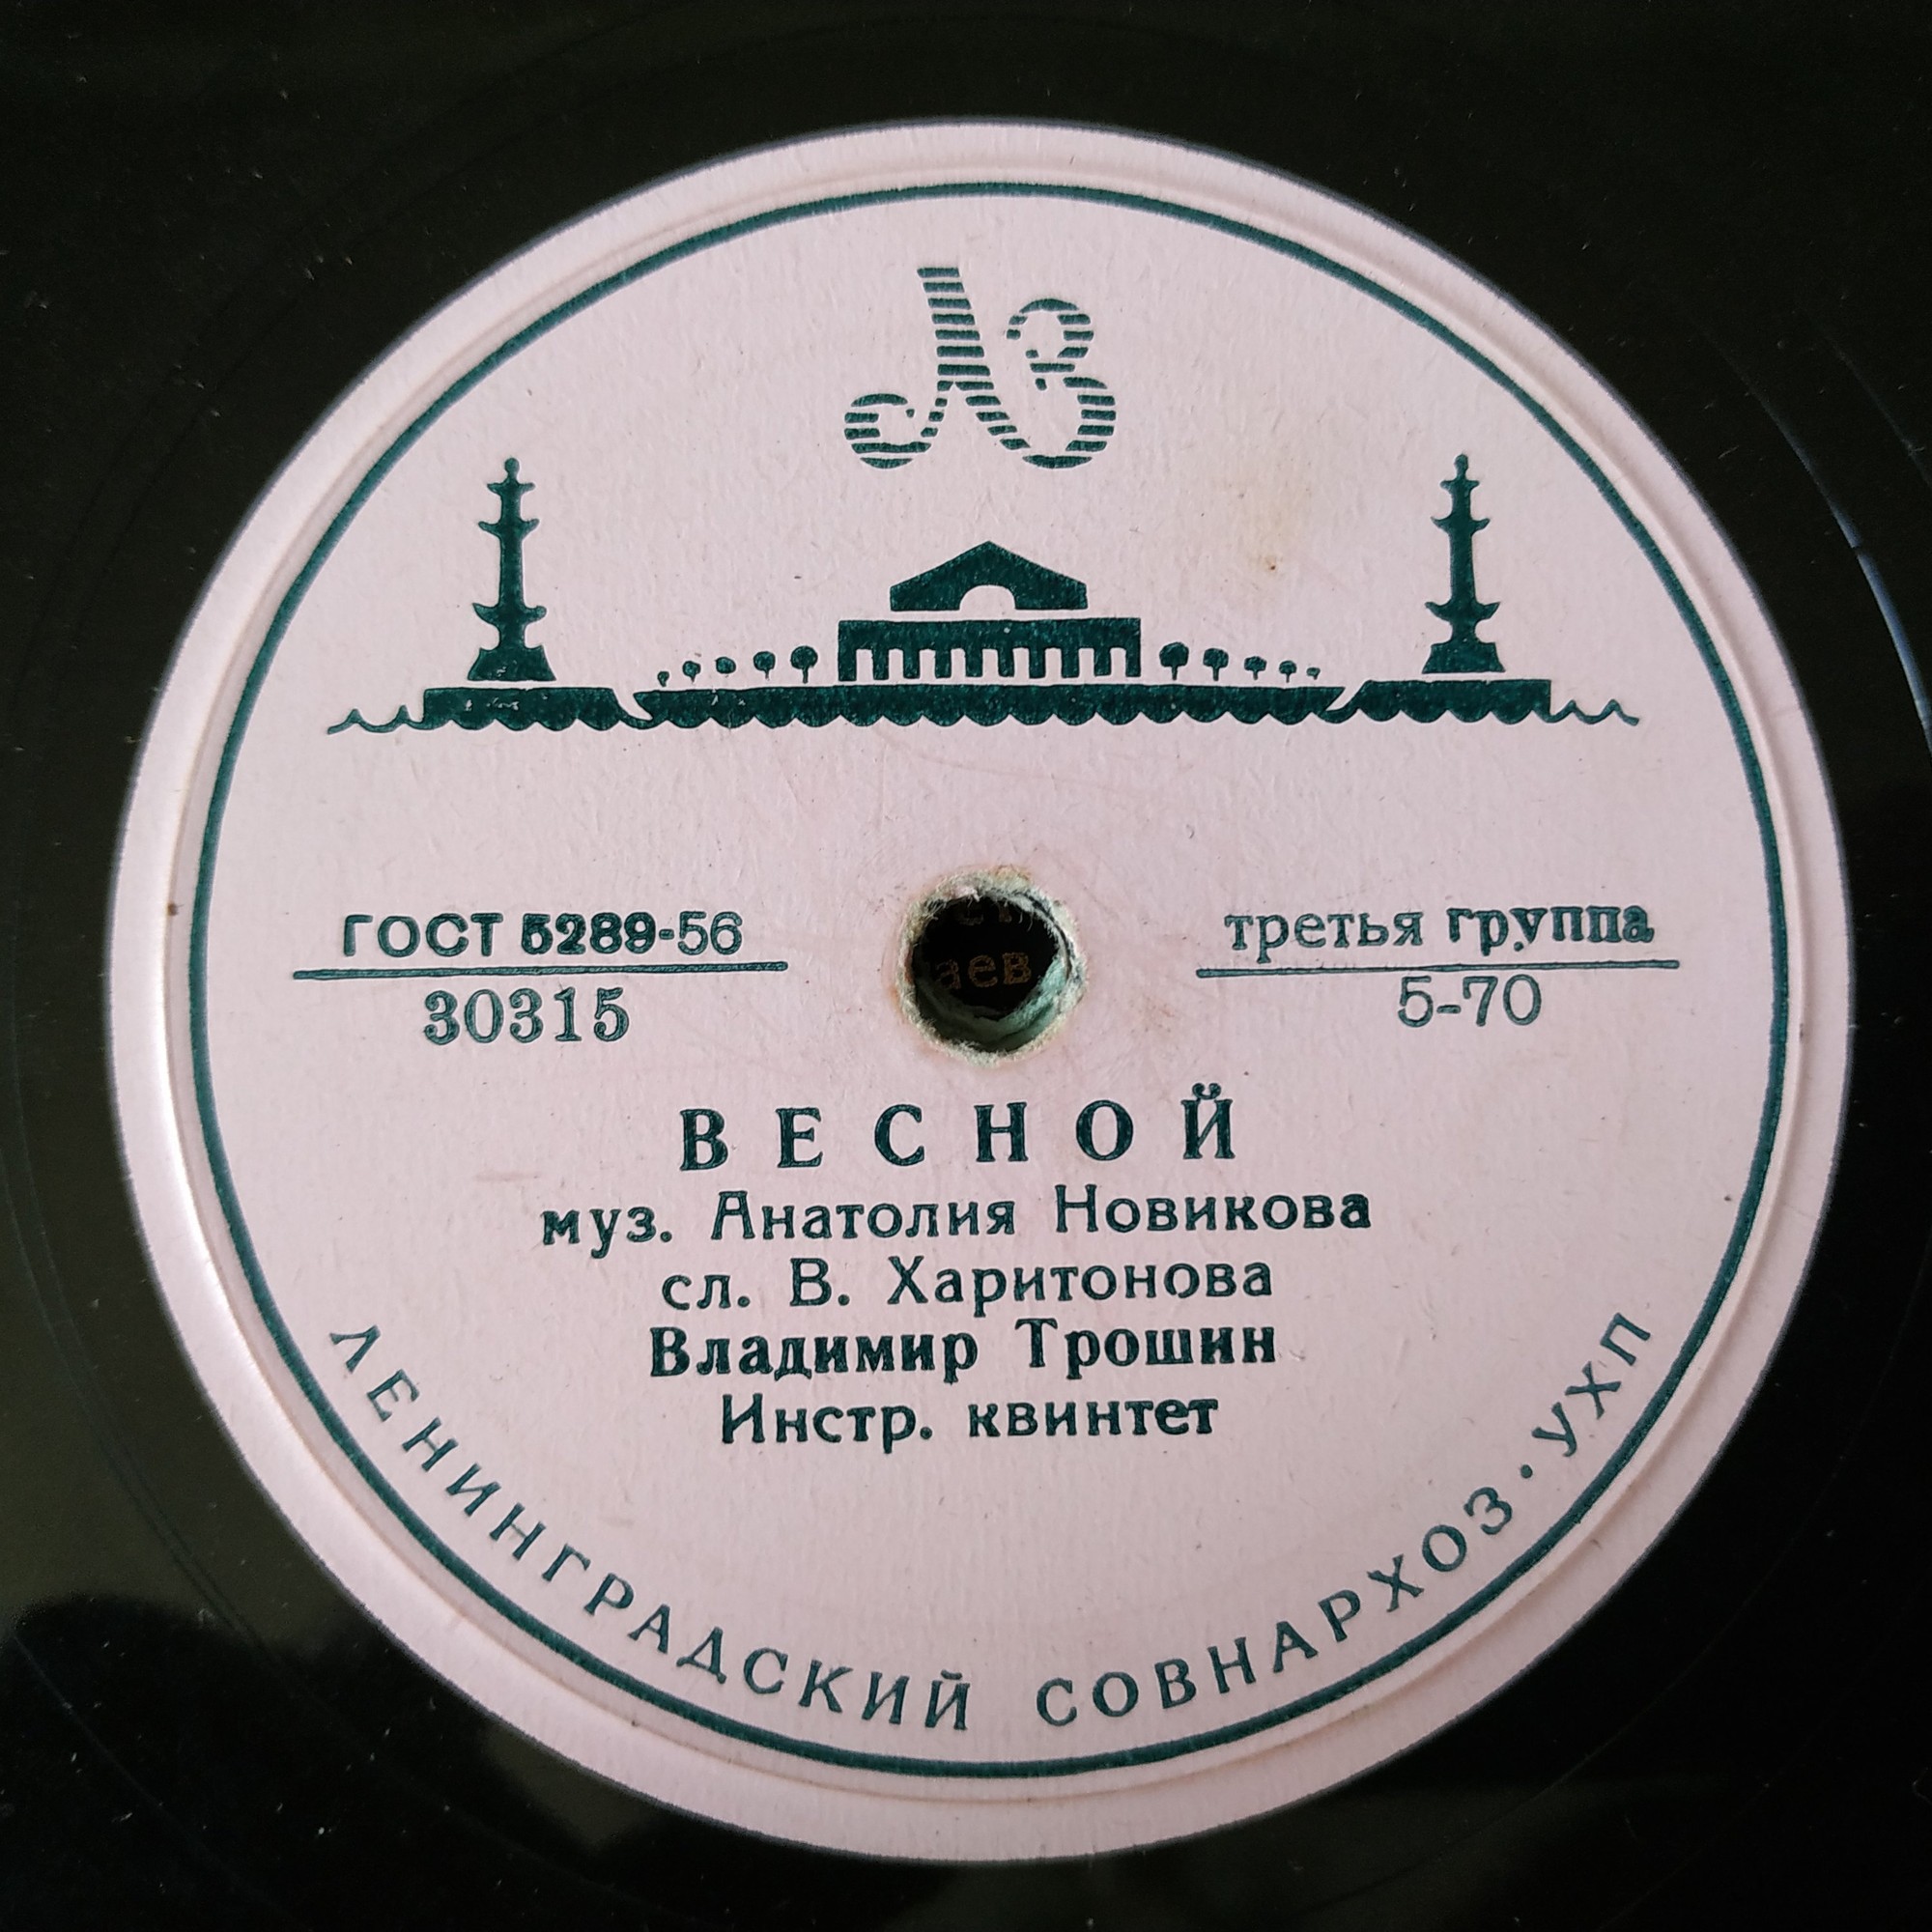 ЛЗ
ГОСТ 5289-56
30315
третья группа
5-70
ВЕСНОЙ
муз. Анатолия Новикова
сл. В. Харитонова
Владимир Трошин
Инстр. квинтет
ЛЕНИНГРАДСКИЙ СОВНАРХОЗ·УХП